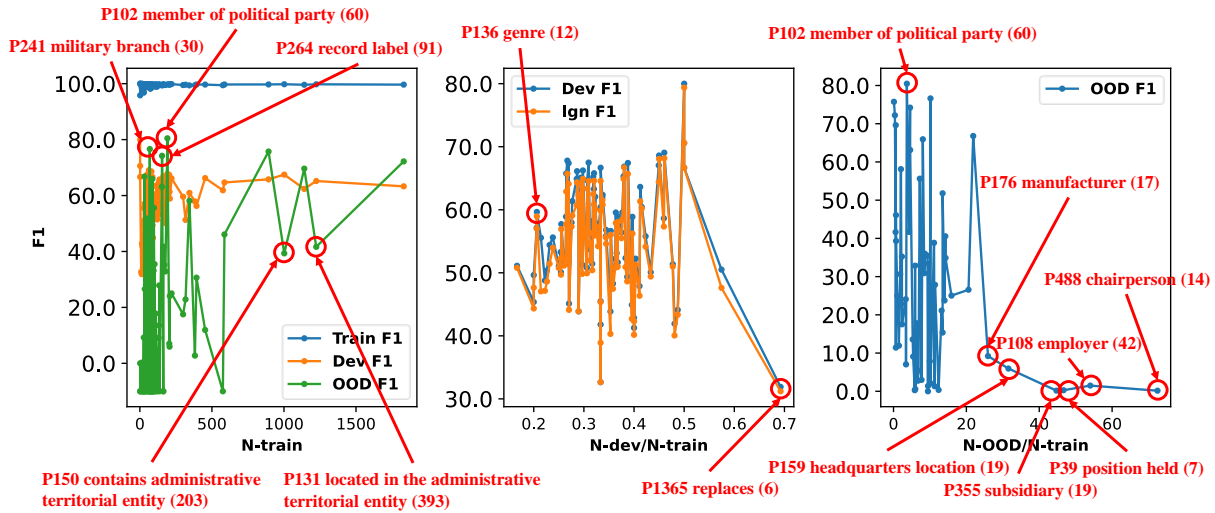 P102 member of political party (60)
P241 military branch (30)
P264 record label (91)
P136 genre (12)
P102 member of political party (60)
100.0
80.0
60.0
40.0
20.0
0.0
F1
Train F1
Dev F1
OOD F1
0
500
1000
1500
N-train
P150 contains administrative
territorial entity (203)
P131 located in the administrative
territorial entity (393)
80.0
70.0
60.0
50.0
40.0
30.0
Dev F1
Ign F1
0.2
0.3
0.4
0.5
0.6
0.7
N-dev/N-train
P1365 replaces (6)
80.0
70.0
60.0
50.0
40.0
30.0
20.0
10.0
0.0
OOD F1
P176 manufacturer (17)
P488 chairperson (14)
P108 employer (42)
0
20
40
60
N-OOD/N-train
P159 headquarters location (19)
P39 position held (7)
P355 subsidiary (19)